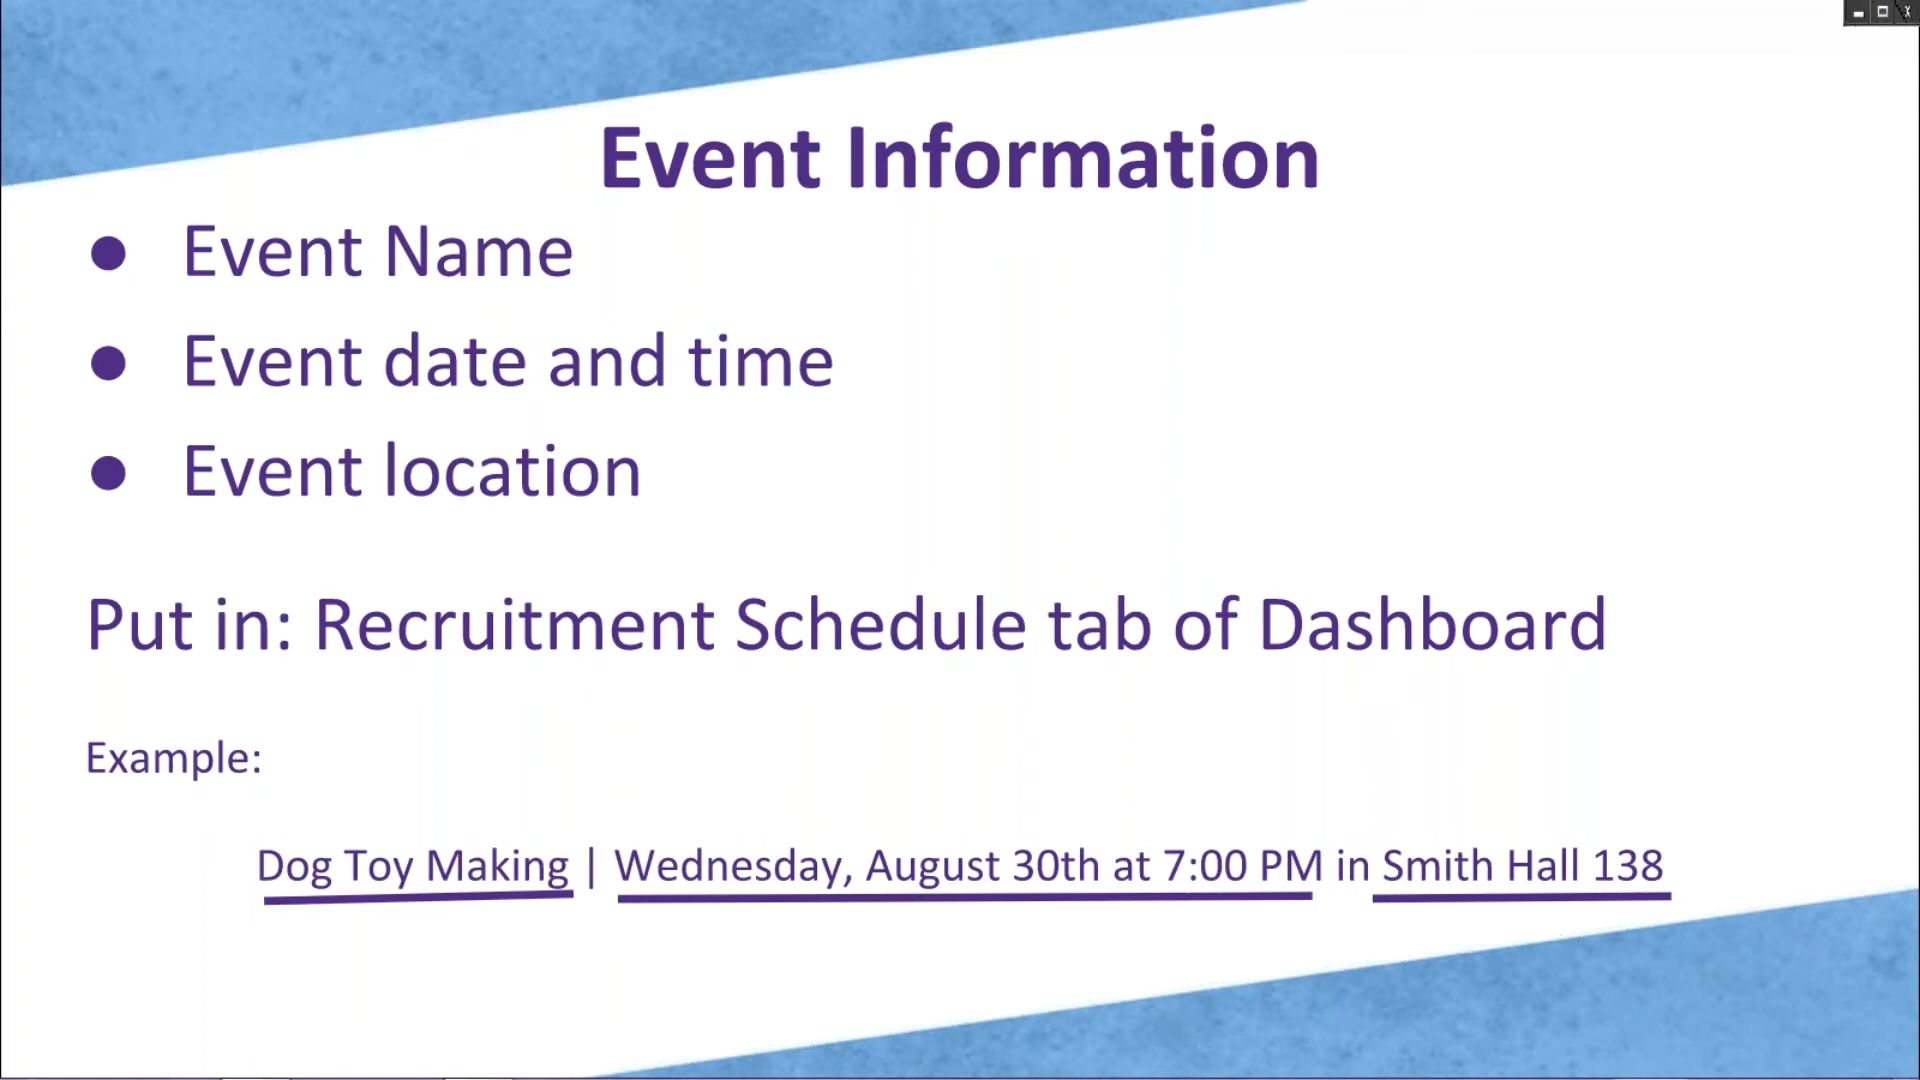 Event Information
● Event Name
● Event date and time
● Event location
Put in: Recruitment Schedule tab of Dashboard
Example:
Dog Toy Making | Wednesday, August 30th at 7:00 PM in Smith Hall 138